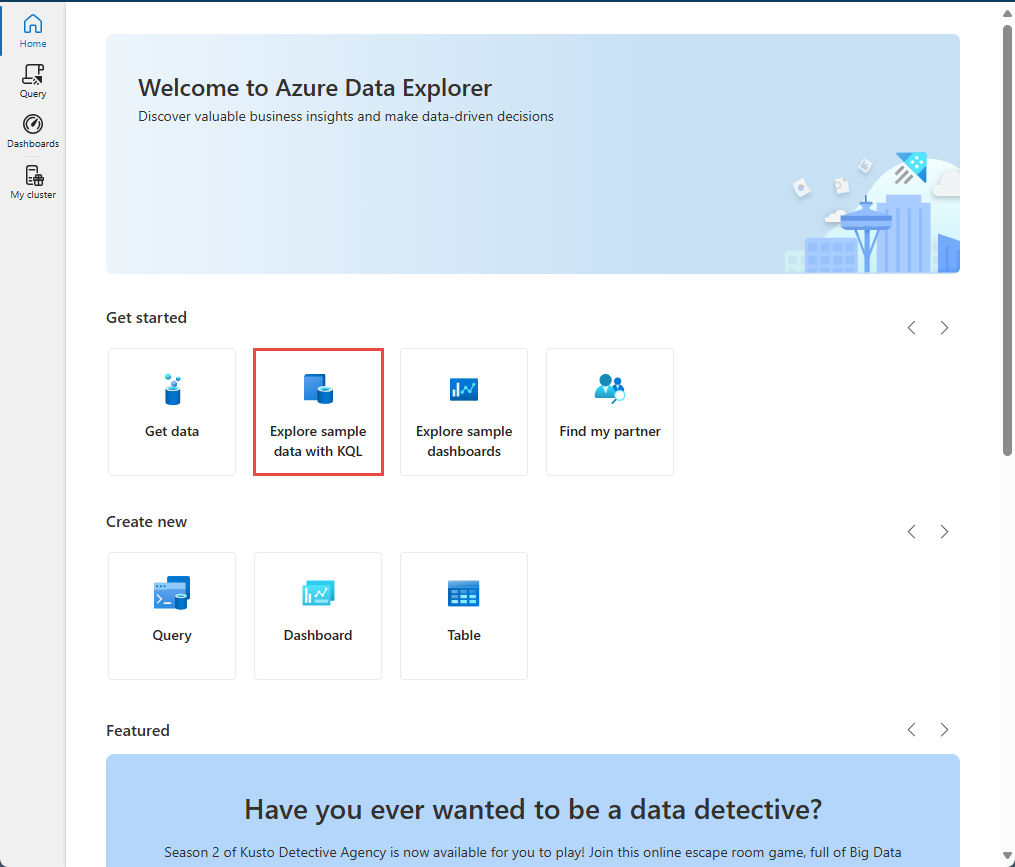 Home
Query
Dashboards
My cluster
Welcome to Azure Data Explorer
Discover valuable business insights and make data-driven decisions
Get started
Get data
Explore sample
data with KQL
Explore sample
dashboards
Find my partner
Create new
Query
Dashboard
Table
Featured
Have you ever wanted to be a data detective?
Season 2 of Kusto Detective Agency is now available for you to play! Join this online escape room game, full of Big Data